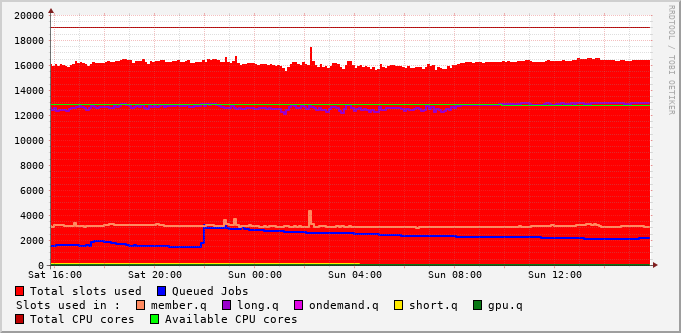 20000
18000
16000
14000
12000
10000
8000
6000
4000
2000
0
Sat 16:00 Sat 20:00 Sun 00:00 Sun 04:00 Sun 08:00 Sun 12:00
Total slots used Queued Jobs
Slots used in : member.q long.q ondemand.q short.q gpu.q
Total CPU cores Available CPU cores
RRDTOOL / TOBI OETIKER